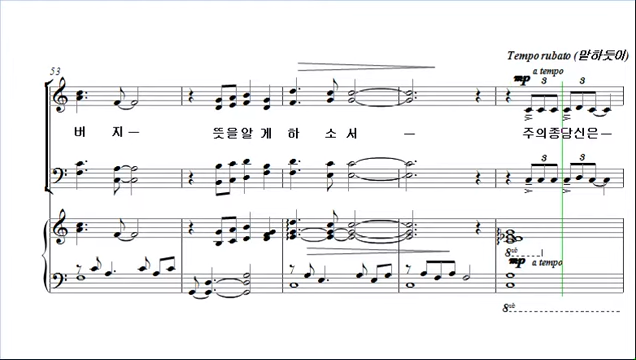 Tempo rubato (말하듯이)
53
mp a tempo
3 3
버 지— 뜻을알 게 하 소 서 — 주의종당신은—
3 3
8va
mp a tempo
8va